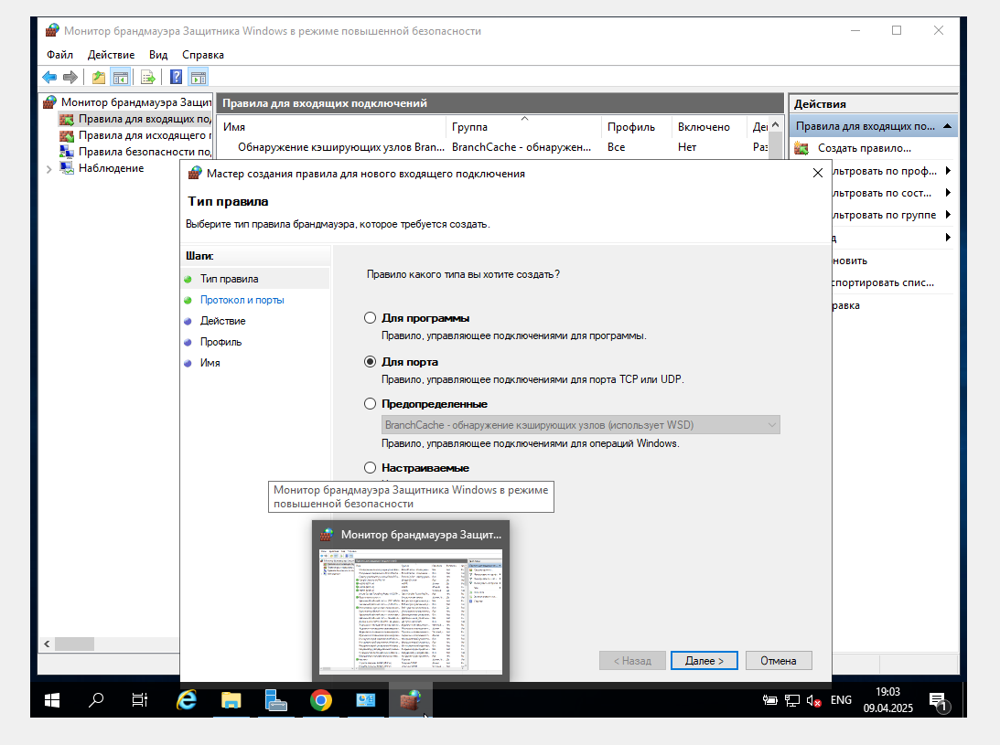 Монитор брандмауэра Защитника Windows в режиме повышенной безопасности
Файл Действие Вид Справка
Монитор брандмауэра Защит
Правила для входящих по
Правила для исходящего г
Правила безопасности по
Наблюдение
Правила для входящих подключений
Имя Группа Профиль Включено Де
Обнаружение кэширующих узлов Bran... BranchCache - обнаружен... Все Нет Раз
Действия
Правила для входящих по...
Создать правило...
льтровать по проф...
льтровать по сост...
льтровать по группе
д
новить
спортировать спис...
равка
Мастер создания правила для нового входящего подключения
Тип правила
Выберите тип правила брандмауэра, которое требуется создать.
Шаги:
Тип правила
Протокол и порты
Действие
Профиль
Имя
Правило какого типа вы хотите создать?
Для программы
Правило, управляющее подключениями для программы.
Для порта
Правило, управляющее подключениями для порта TCP или UDP.
Предопределенные
BranchCache - обнаружение кэширующих узлов (использует WSD)
Правило, управляющее подключениями для операций Windows.
Настраиваемые
Монитор брандмауэра Защитника Windows в режиме
повышенной безопасности
Монитор брандмауэра Защит...
< Назад Далее > Отмена
ENG
19:03
09.04.2025
1